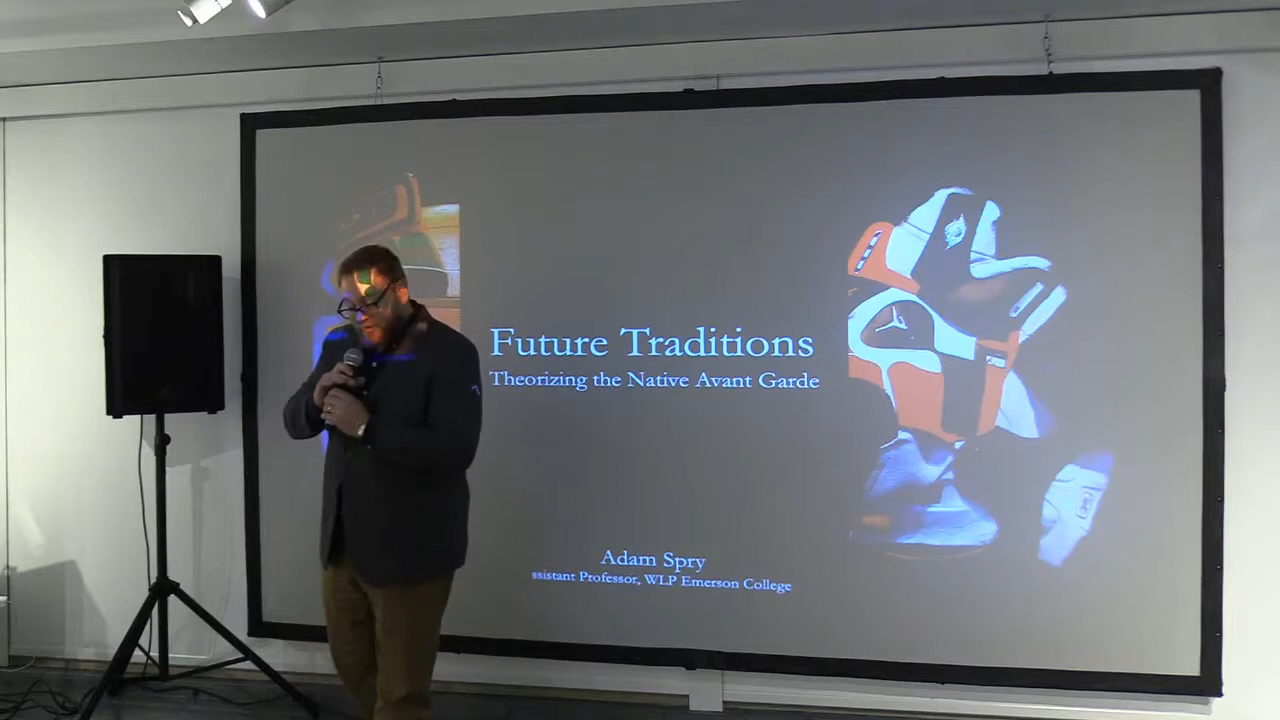 Future Traditions
Theorizing the Native Avant Garde
Adam Spry
ssistant Professor, WLP Emerson College